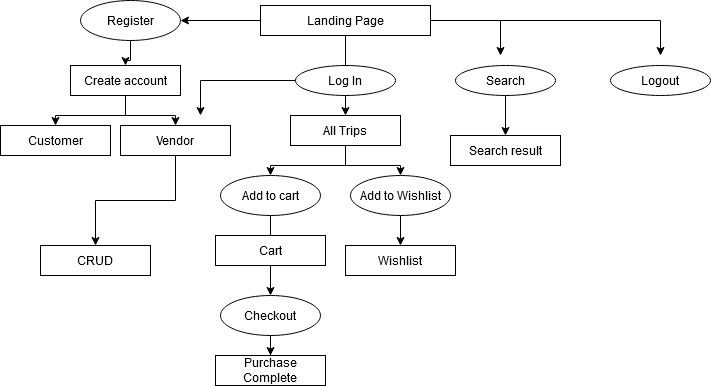 Register
Landing Page
Create account
Log In
Search
Logout
Customer
Vendor
All Trips
Search result
Add to cart
Add to Wishlist
CRUD
Cart
Wishlist
Checkout
Purchase
Complete